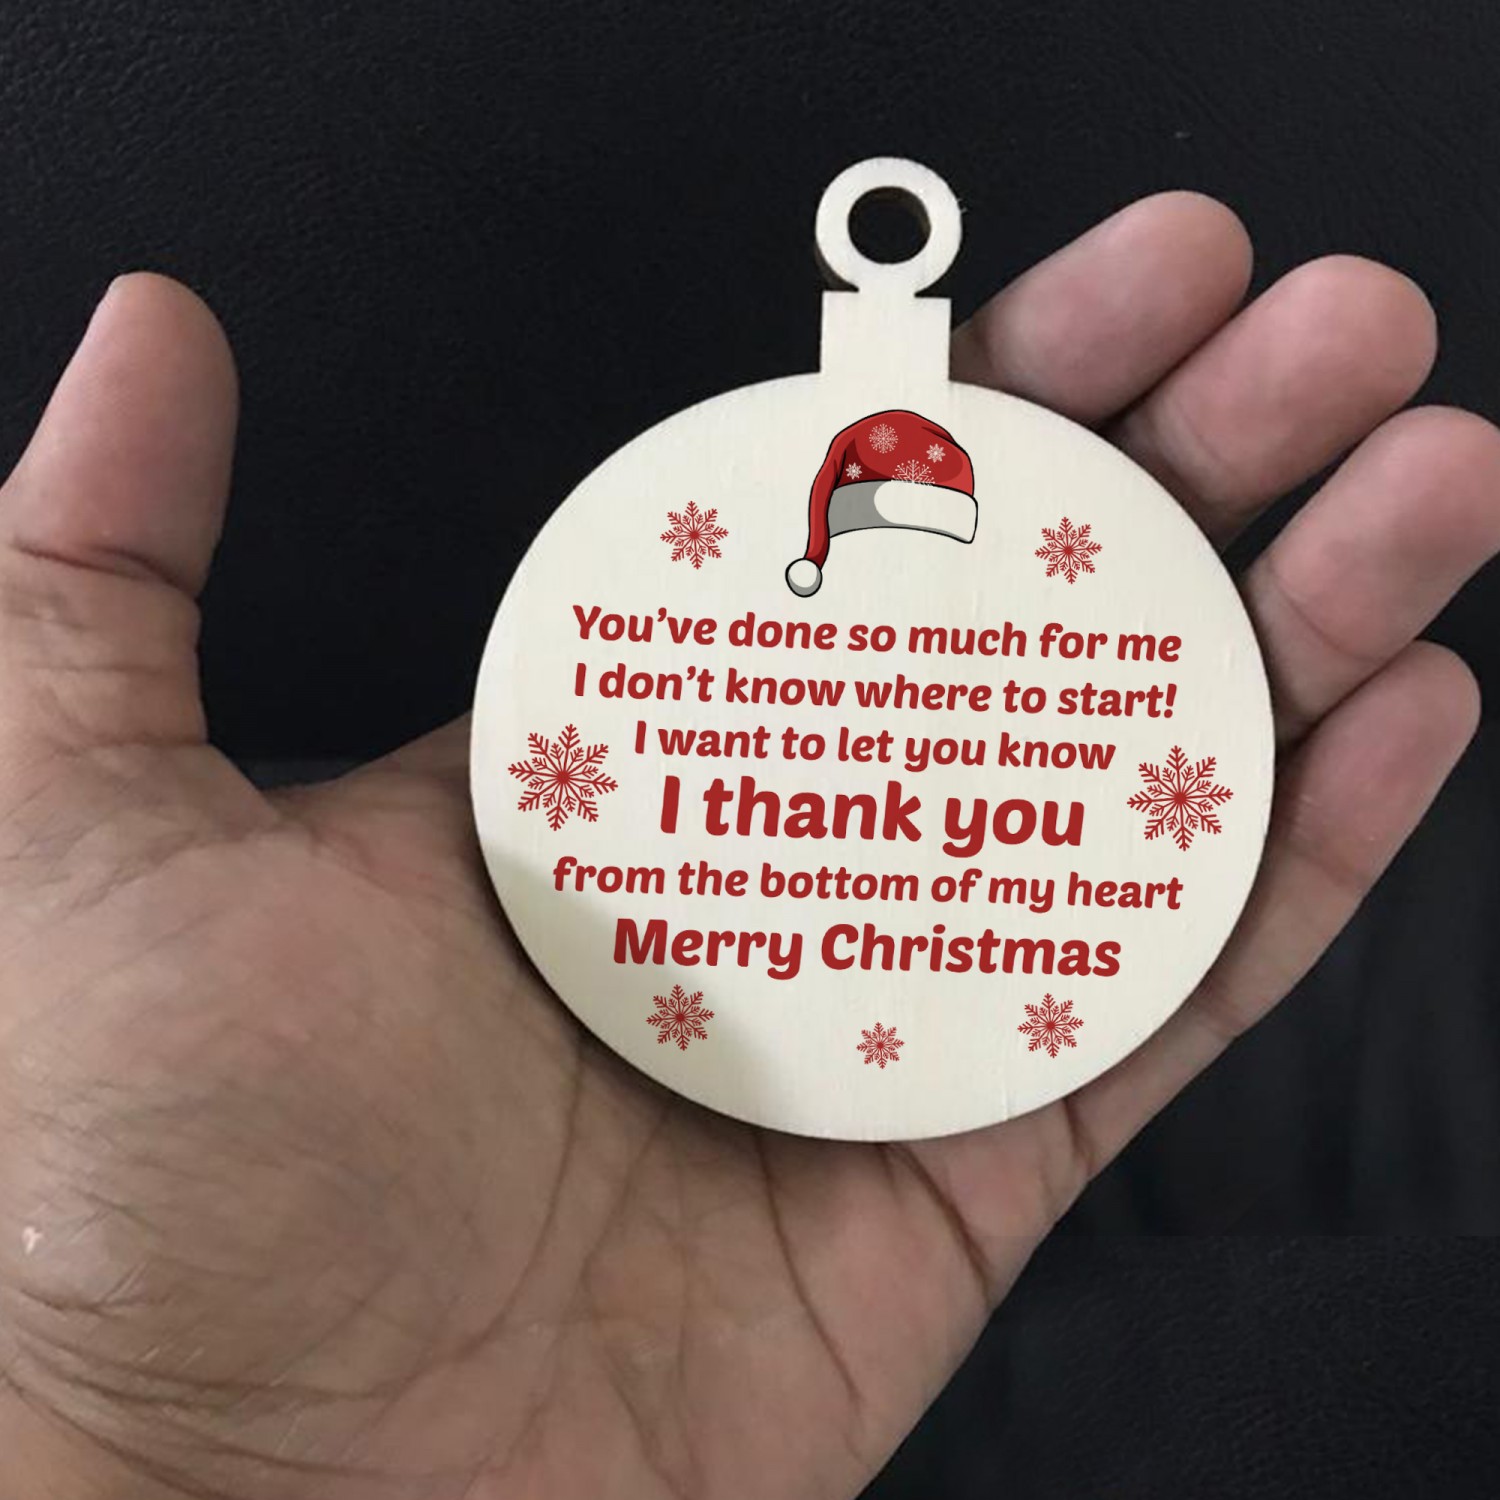 You've done so much for me
I don't know where to start!
I want to let you know
I thank you
from the bottom of my heart
Merry Christmas